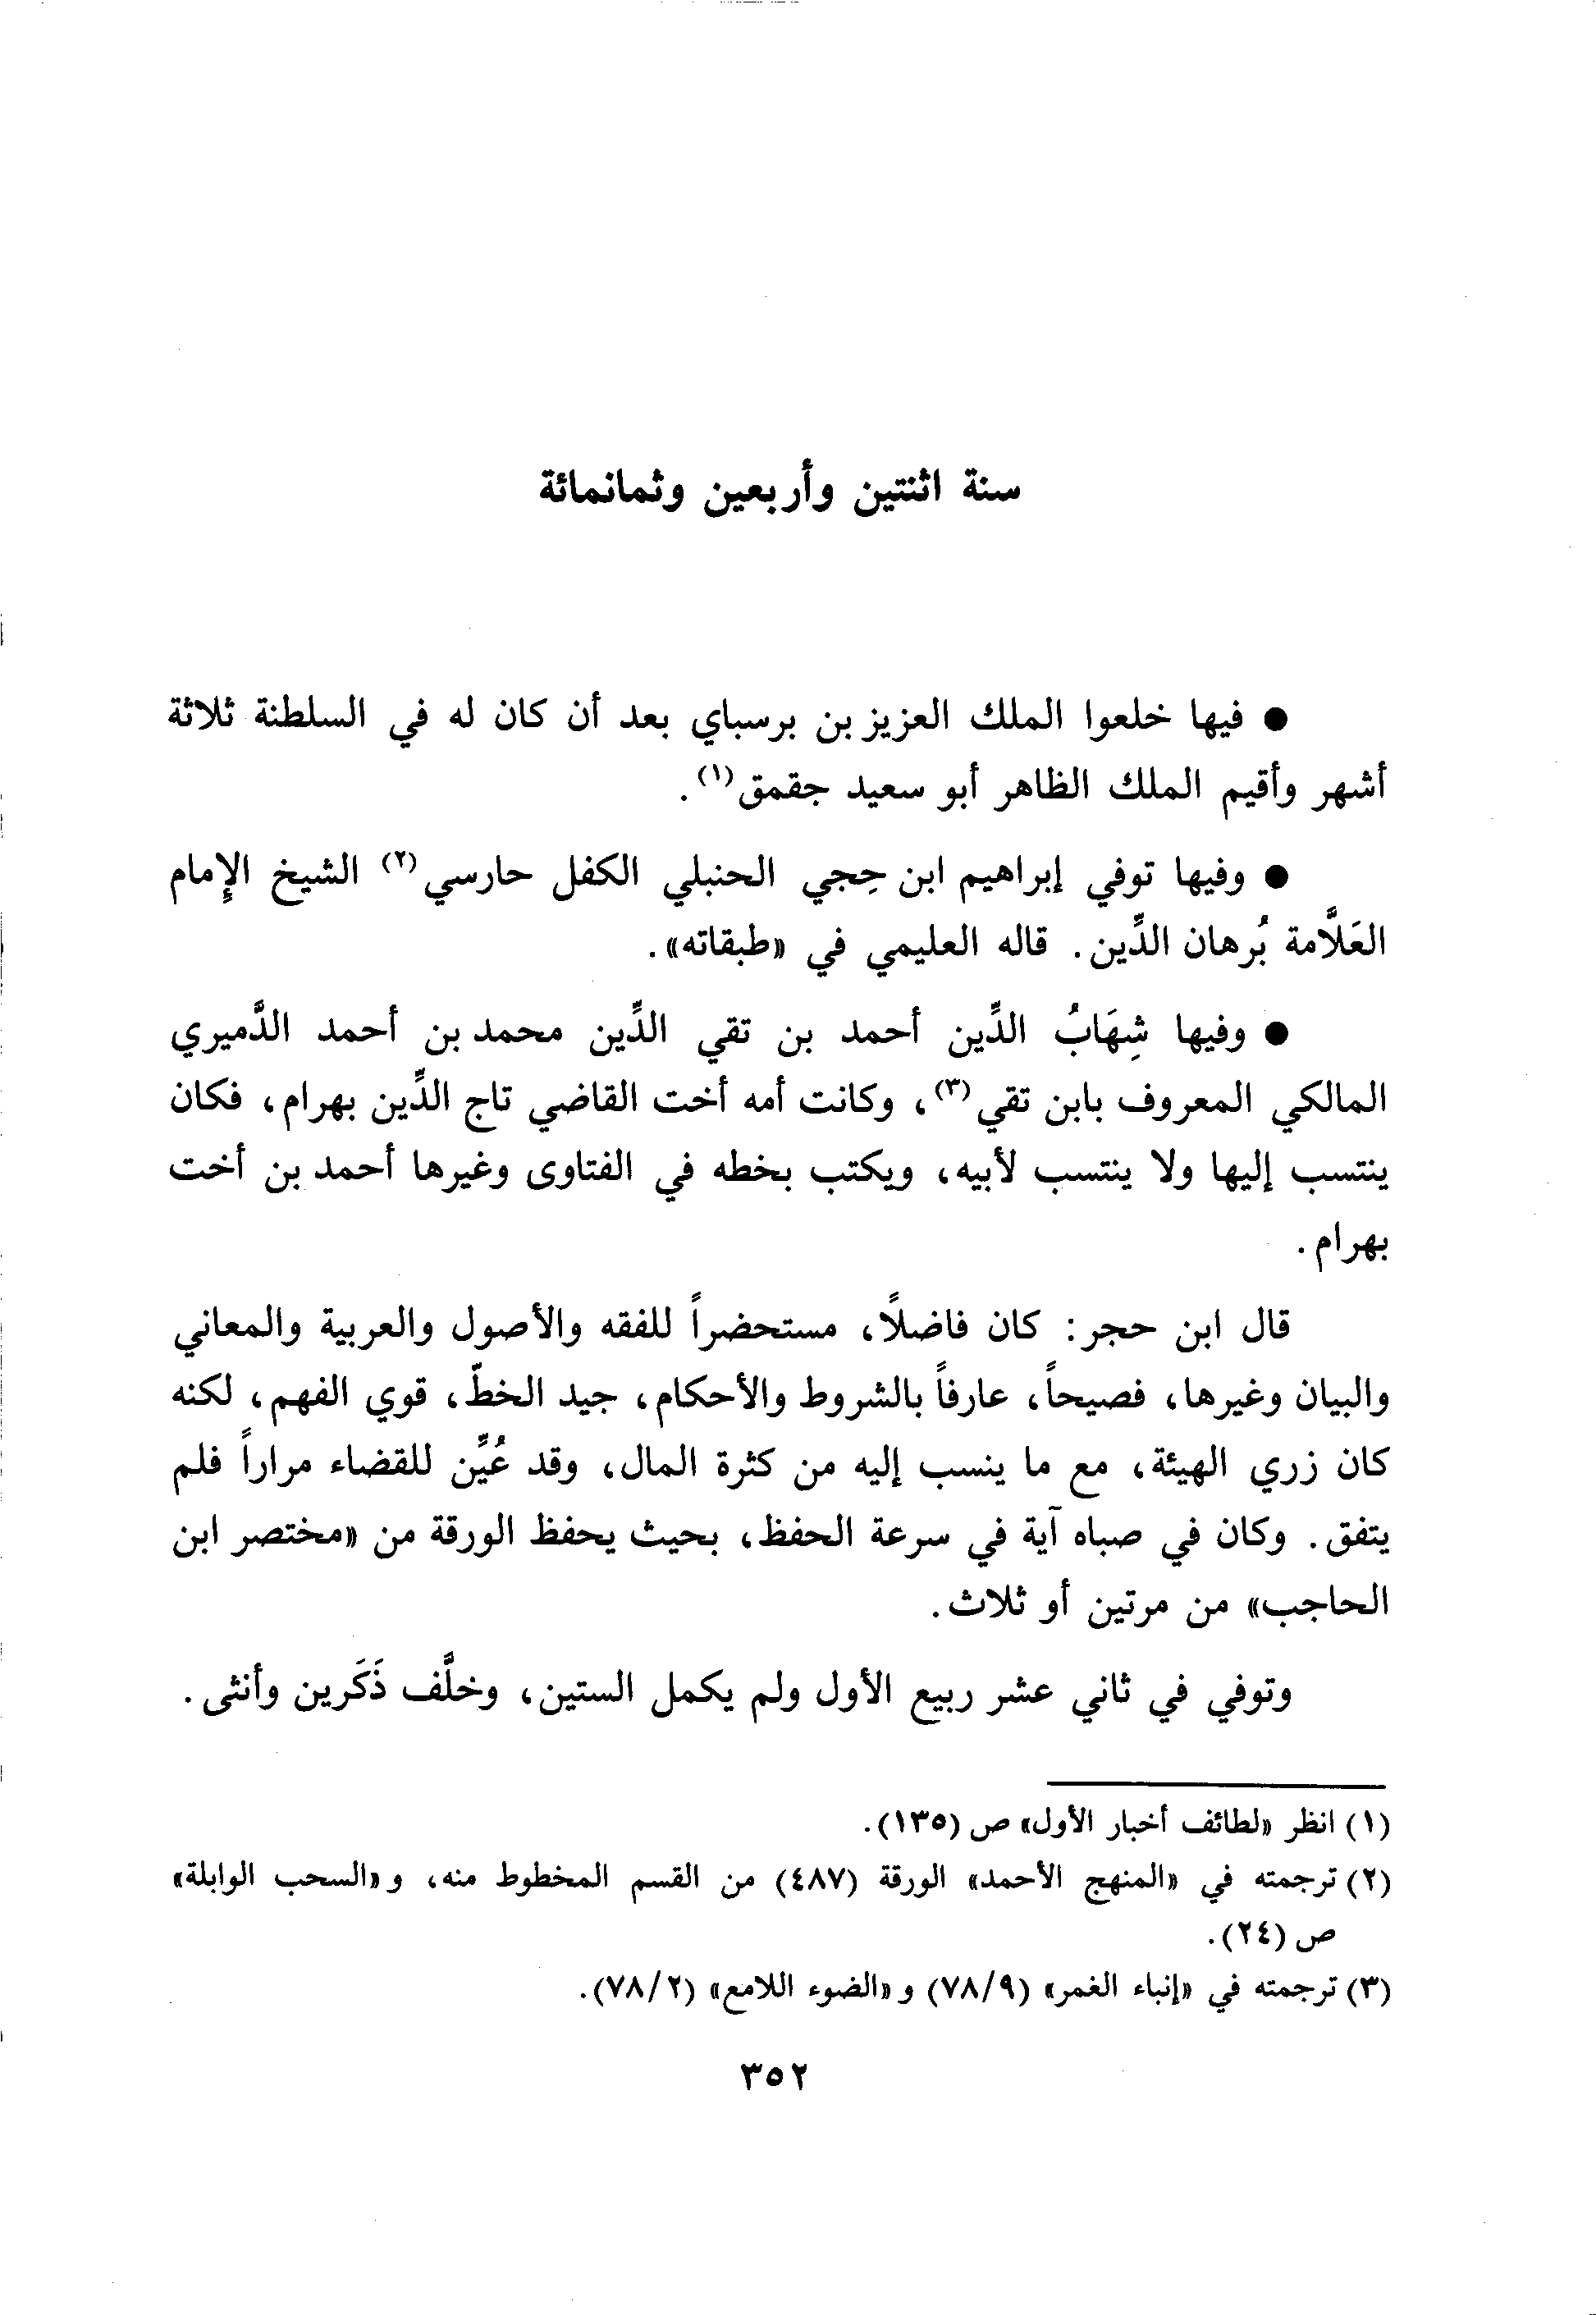 سنة اثنتين وأربعين وثمانمائة
● فيها خلعوا الملك العزيز بن برسباي بعد أن كان له في السلطنة ثلاثة
أشهر وأقيم الملك الظاهر أبو سعيد جقمق(١).
● وفيها توفي إبراهيم ابن حِجي الحنبلي الكفل حارسي(٢) الشيخ الإِمام
العَلاَّمة بُرهان الدِّين. قاله العليمي في «طبقاته».
● وفيها شِهَابُ الدِّين أحمد بن تقي الدِّين محمد بن أحمد الدَّميري
المالكي المعروف بابن تقي(٣)، وكانت أمه أخت القاضي تاج الدِّين بهرام، فكان
ينتسب إليها ولا ينتسب لأبيه، ويكتب بخطه في الفتاوى وغيرها أحمد بن أخت
بهرام.
قال ابن حجر: كان فاضلاً، مستحضراً للفقه والأصول والعربية والمعاني
والبيان وغيرها، فصيحاً، عارفاً بالشروط والأحكام، جيد الخطّ، قوي الفهم، لكنه
كان زري الهيئة، مع ما ينسب إليه من كثرة المال، وقد عُيِّن للقضاء مراراً فلم
يتفق. وكان في صباه آية في سرعة الحفظ، بحيث يحفظ الورقة من «مختصر ابن
الحاجب» من مرتين أو ثلاث.
وتوفي في ثاني عشر ربيع الأول ولم يكمل الستين، وخلَّف ذَكَرين وأنثى.
(١) انظر «لطائف أخبار الأول» ص (١٣٥).
(٢) ترجمته في «المنهج الأحمد» الورقة (٤٨٧) من القسم المخطوط منه، و «السحب الوابلة»
ص (٢٤).
(٣) ترجمته في «إنباء الغمر» (٧٨/٩) و «الضوء اللامع» (٧٨/٢).
٣٥٢